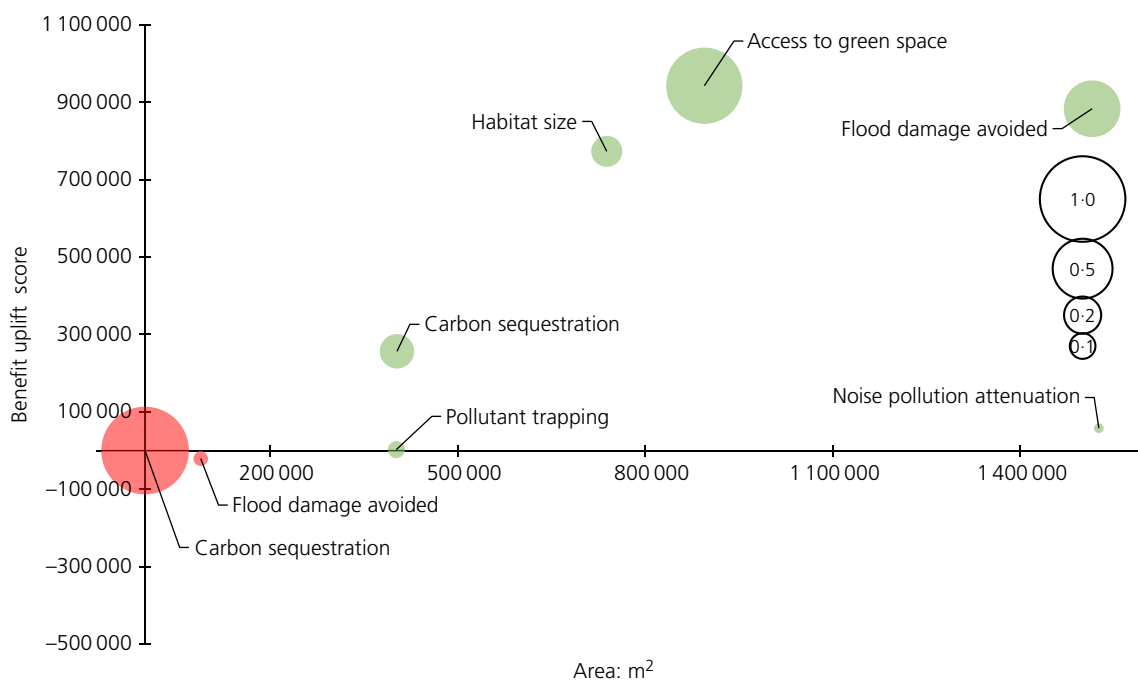 1 100 000
Access to green space
900 000
Habitat size
Flood damage avoided
700 000
1·0
500 000
0·5
Benefit uplift score
300 000
Carbon sequestration
0·2
0·1
100 000
Pollutant trapping
Noise pollution attenuation
200 000
500 000
800 000
1 100 000
1 400 000
–100 000
Flood damage avoided
Carbon sequestration
–300 000
–500 000
Area: m²